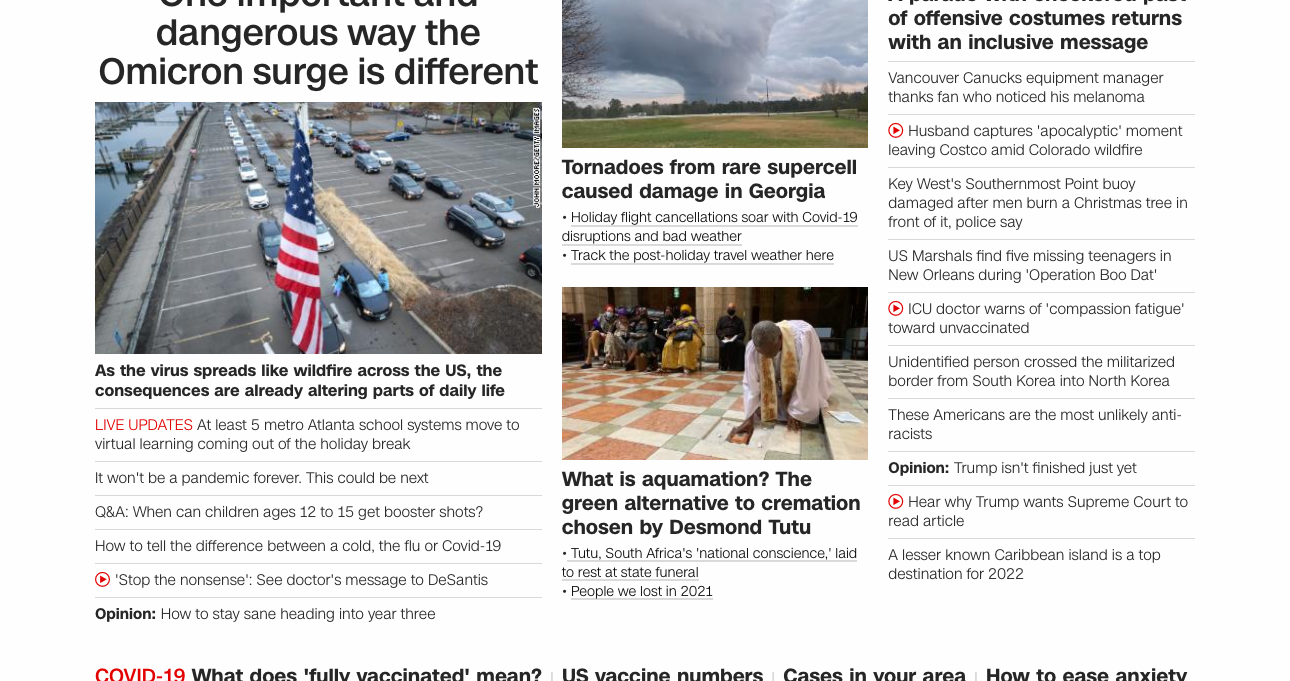 One important and
dangerous way the
Omicron surge is different
JOHN MOORE/GETTY IMAGES
As the virus spreads like wildfire across the US, the
consequences are already altering parts of daily life
LIVE UPDATES At least 5 metro Atlanta school systems move to
virtual learning coming out of the holiday break
It won't be a pandemic forever. This could be next
Q&A: When can children ages 12 to 15 get booster shots?
How to tell the difference between a cold, the flu or Covid-19
'Stop the nonsense': See doctor's message to DeSantis
Opinion: How to stay sane heading into year three
Tornadoes from rare supercell
caused damage in Georgia
• Holiday flight cancellations soar with Covid-19
disruptions and bad weather
• Track the post-holiday travel weather here
What is aquamation? The
green alternative to cremation
chosen by Desmond Tutu
• Tutu, South Africa's 'national conscience,' laid
to rest at state funeral
• People we lost in 2021
A parade with checkered past
of offensive costumes returns
with an inclusive message
Vancouver Canucks equipment manager
thanks fan who noticed his melanoma
Husband captures 'apocalyptic' moment
leaving Costco amid Colorado wildfire
Key West's Southernmost Point buoy
damaged after men burn a Christmas tree in
front of it, police say
US Marshals find five missing teenagers in
New Orleans during 'Operation Boo Dat'
ICU doctor warns of 'compassion fatigue'
toward unvaccinated
Unidentified person crossed the militarized
border from South Korea into North Korea
These Americans are the most unlikely anti-
racists
Opinion: Trump isn't finished just yet
Hear why Trump wants Supreme Court to
read article
A lesser known Caribbean island is a top
destination for 2022
COVID-19 What does 'fully vaccinated' mean? | US vaccine numbers | Cases in your area | How to ease anxiety